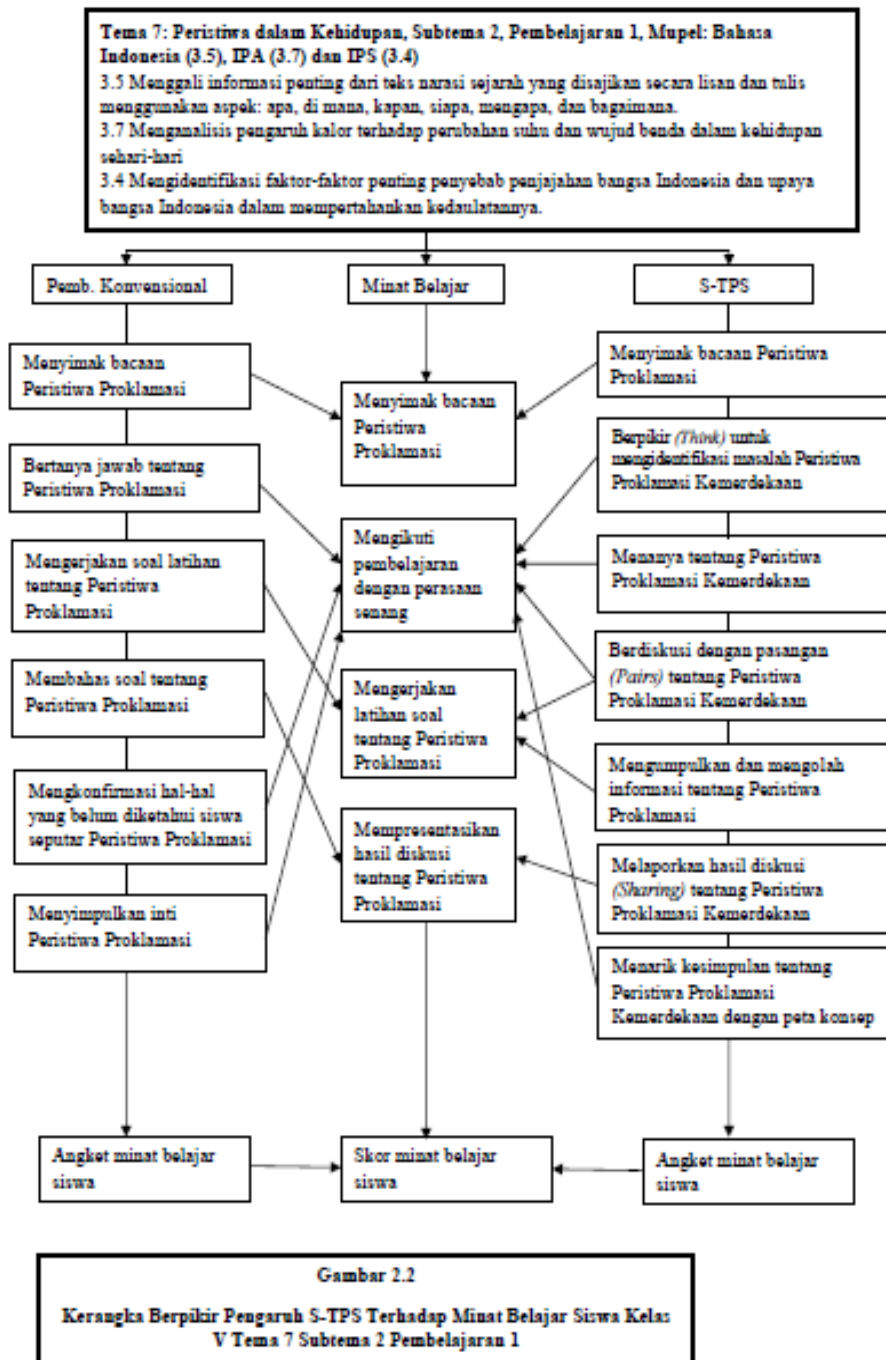 Tema 7: Peristiwa dalam Kehidupan, Subtema 2, Pembelajaran 1, Mupel: Bahasa
Indonesia (3.5), IPA (3.7) dan IPS (3.4)
3.5 Menggali informasi penting dari teks narasi sejarah yang disajikan secara lisan dan tulis
menggunakan aspek: apa, di mana, kapan, siapa, mengapa, dan bagaimana.
3.7 Menganalisis pengaruh kalor terhadap perubahan suhu dan wujud benda dalam kehidupan
sehari-hari
3.4 Mengidentifikasi faktor-faktor penting penyebab penjajahan bangsa Indonesia dan upaya
bangsa Indonesia dalam mempertahankan kedaulatannya.
Pemb. Konvensional
Menyimak bacaan
Peristiwa Proklamasi
Bertanya jawab tentang
Peristiwa Proklamasi
Mengerjakan soal latihan
tentang Peristiwa
Proklamasi
Membahas soal tentang
Peristiwa Proklamasi
Mengkonfirmasi hal-hal
yang belum diketahui siswa
seputar Peristiwa Proklamasi
Menyimpulkan inti
Peristiwa Proklamasi
Angket minat belajar
siswa
Minat Belajar
Menyimak bacaan
Peristiwa
Proklamasi
Mengikuti
pembelajaran
dengan perasaan
senang
Mengerjakan
latihan soal
tentang Peristiwa
Proklamasi
Mempresentasikan
hasil diskusi
tentang Peristiwa
Proklamasi
Skor minat belajar
siswa
S-TPS
Menyimak bacaan Peristiwa
Proklamasi
Berpikir (Think) untuk
mengidentifikasi masalah Peristiwa
Proklamasi Kemerdekaan
Menanya tentang Peristiwa
Proklamasi Kemerdekaan
Berdiskusi dengan pasangan
(Pairs) tentang Peristiwa
Proklamasi Kemerdekaan
Mengumpulkan dan mengolah
informasi tentang Peristiwa
Proklamasi
Melaporkan hasil diskusi
(Sharing) tentang Peristiwa
Proklamasi Kemerdekaan
Menarik kesimpulan tentang
Peristiwa Proklamasi
Kemerdekaan dengan peta konsep
Angket minat belajar
siswa
Gambar 2.2
Kerangka Berpikir Pengaruh S-TPS Terhadap Minat Belajar Siswa Kelas
V Tema 7 Subtema 2 Pembelajaran 1